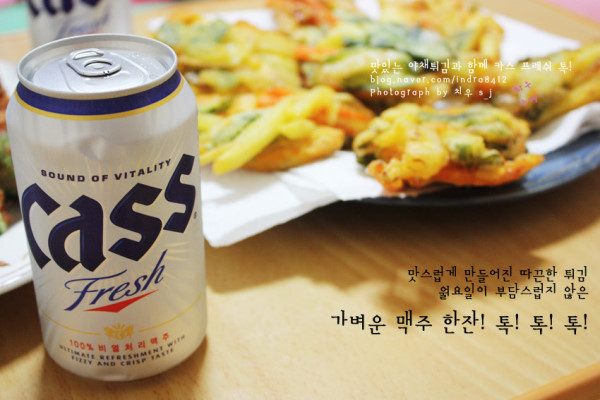 맛있는 야채튀김과 함께 카스 프레쉬 톡!
blog.naver.com/indra8412
Photograph by 치우 s j
SOUND OF VITALITY
Cass
Fresh
100% 비열처리맥주
ULTIMATE REFRESHMENT WITH
FIZZY AND CRISP TASTE
맛스럽게 만들어진 따끈한 튀김
월요일이 부담스럽지 않은
가벼운 맥주 한잔! 톡! 톡! 톡!